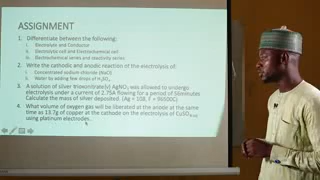 ASSIGNMENT
1. Differentiate between the following:
i. Electrolyte and Conductor
ii. Electrolytic cell and Electrochemical cell
iii. Electrochemical series and elasticity series
2. Write the cathodic and anodic reaction of the electrolysis of:
i. Concentrated sodium chloride (NaCl)
ii. Water by adding few drops of H₂SO₄
3. A solution of silver trioxonitrate(v) AgNO₃ was allowed to undergo
electrolysis under a current of 2.75A flowing for a period of 56minutes
Calculate the mass of silver deposited. (Ag = 108, F = 96500C)
4. What volume of oxygen gas will be liberated at the anode at the same
time as 13.7g of copper at the cathode on the electrolysis of CuSO₄
using platinum electrodes.